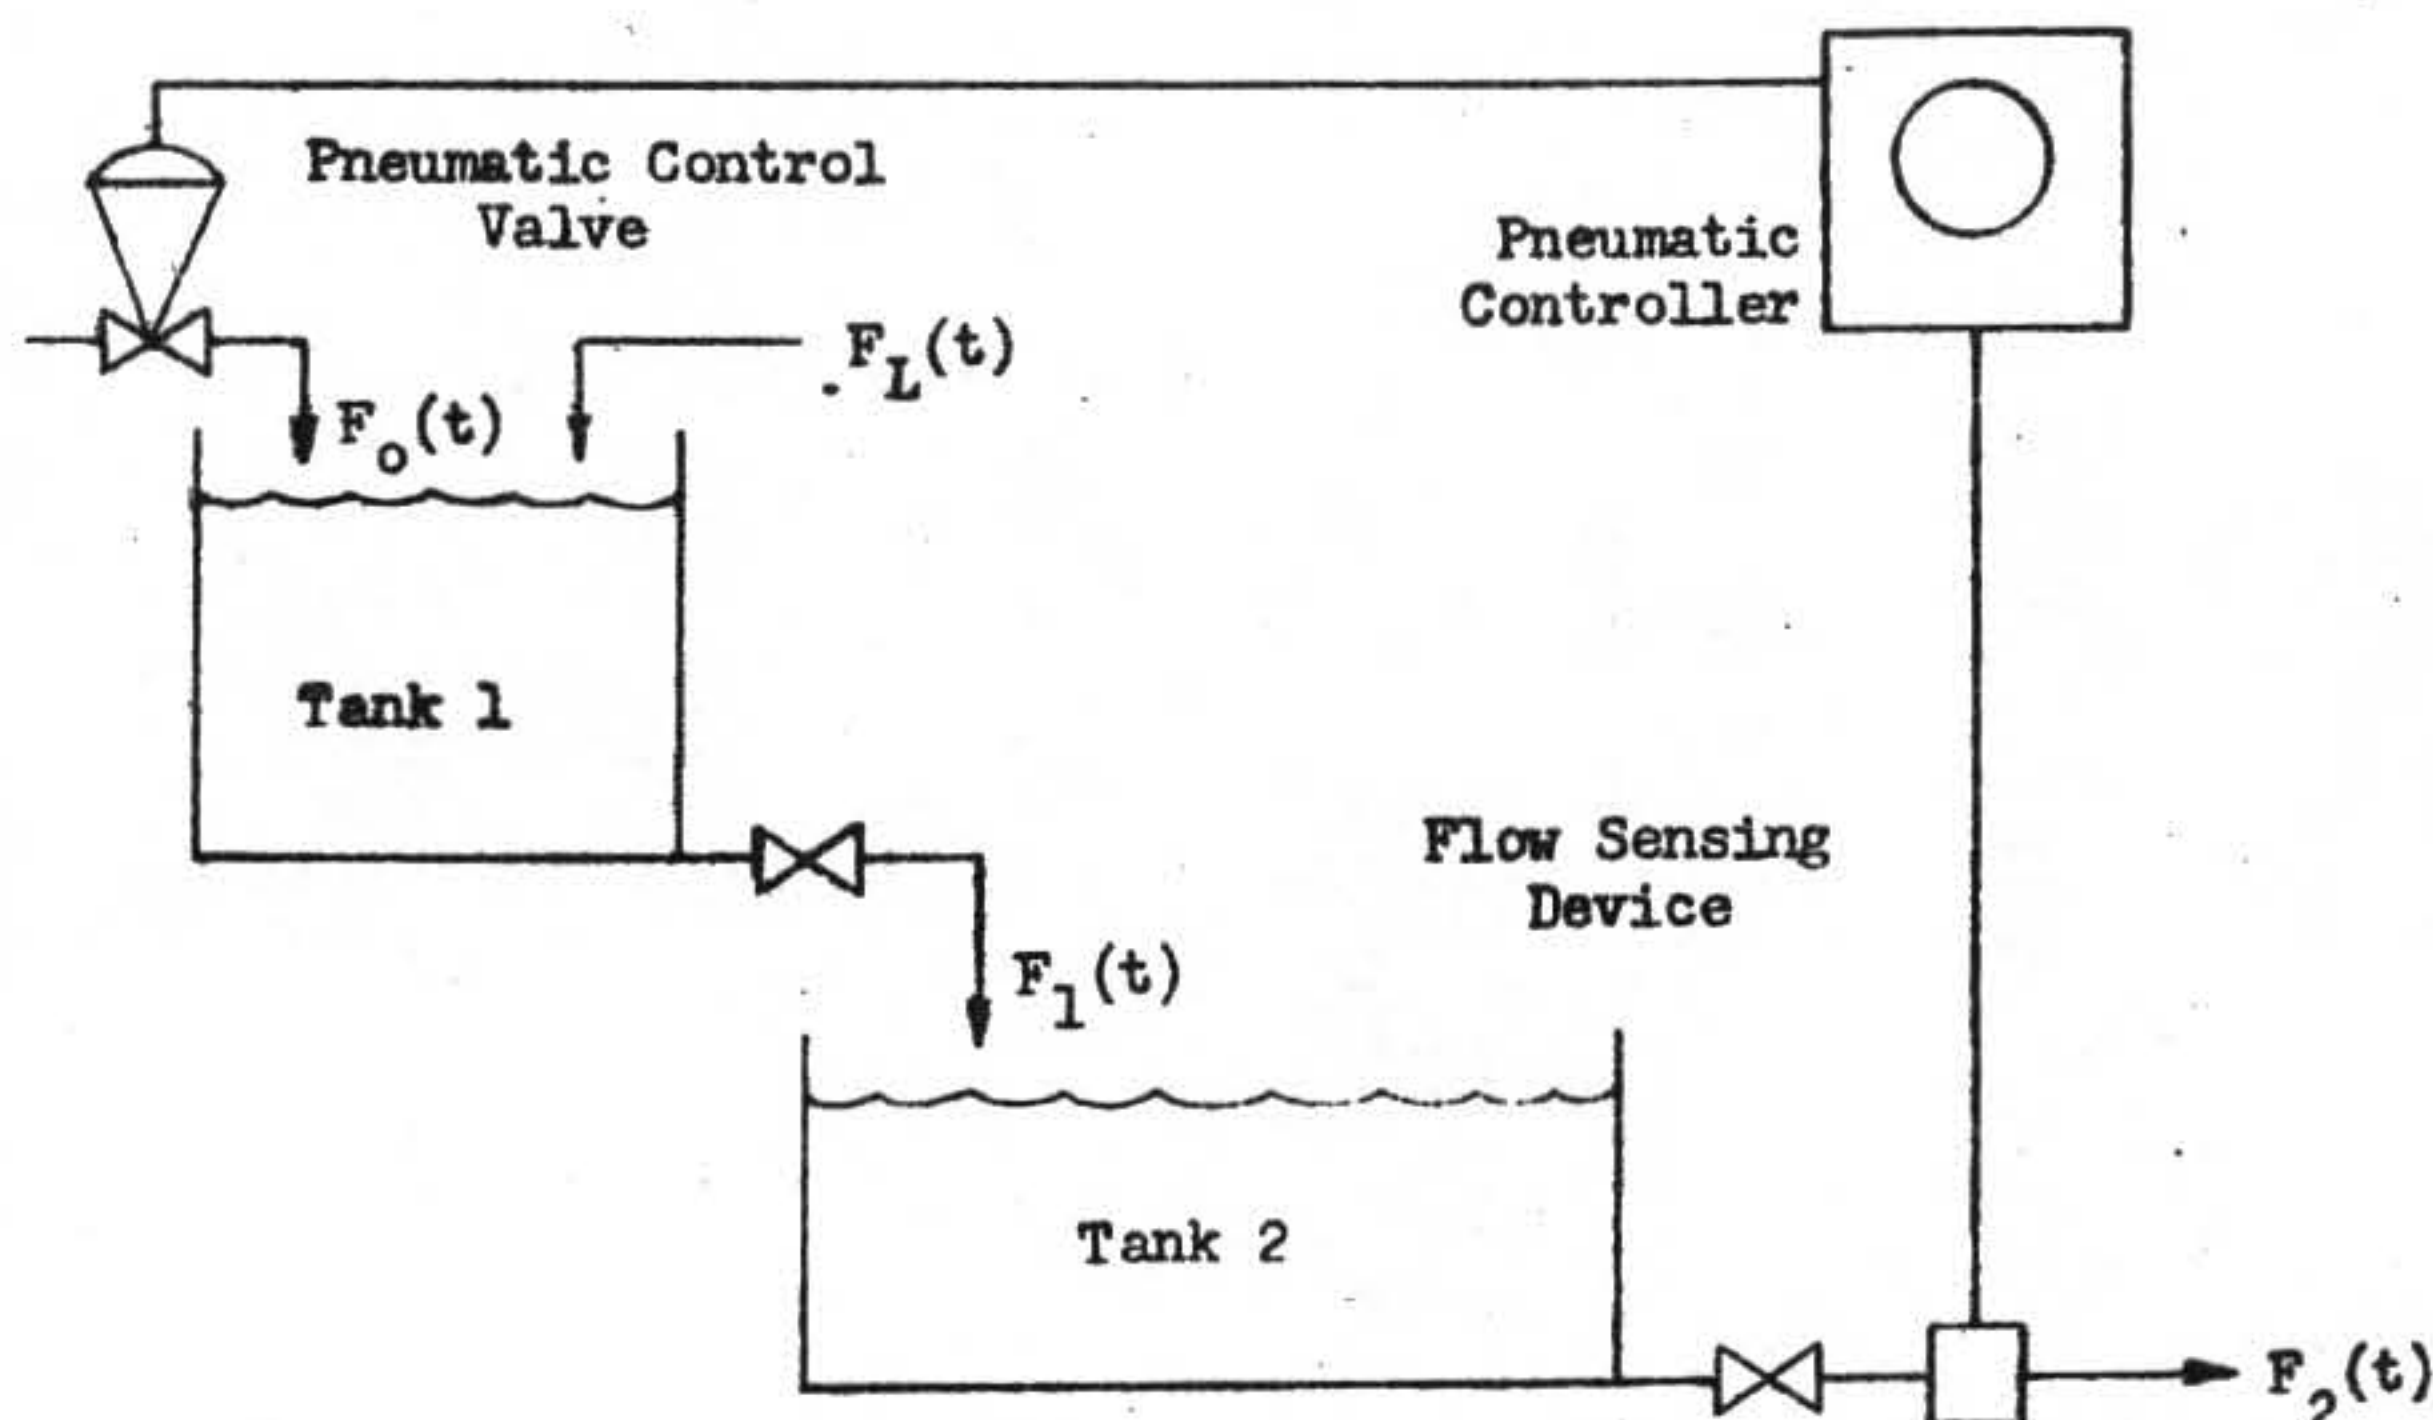 Pneumatic Control
Valve
Pneumatic
Controller
F_L(t)
F_o(t)
Tank 1
Flow Sensing
Device
F_1(t)
Tank 2
F_2(t)